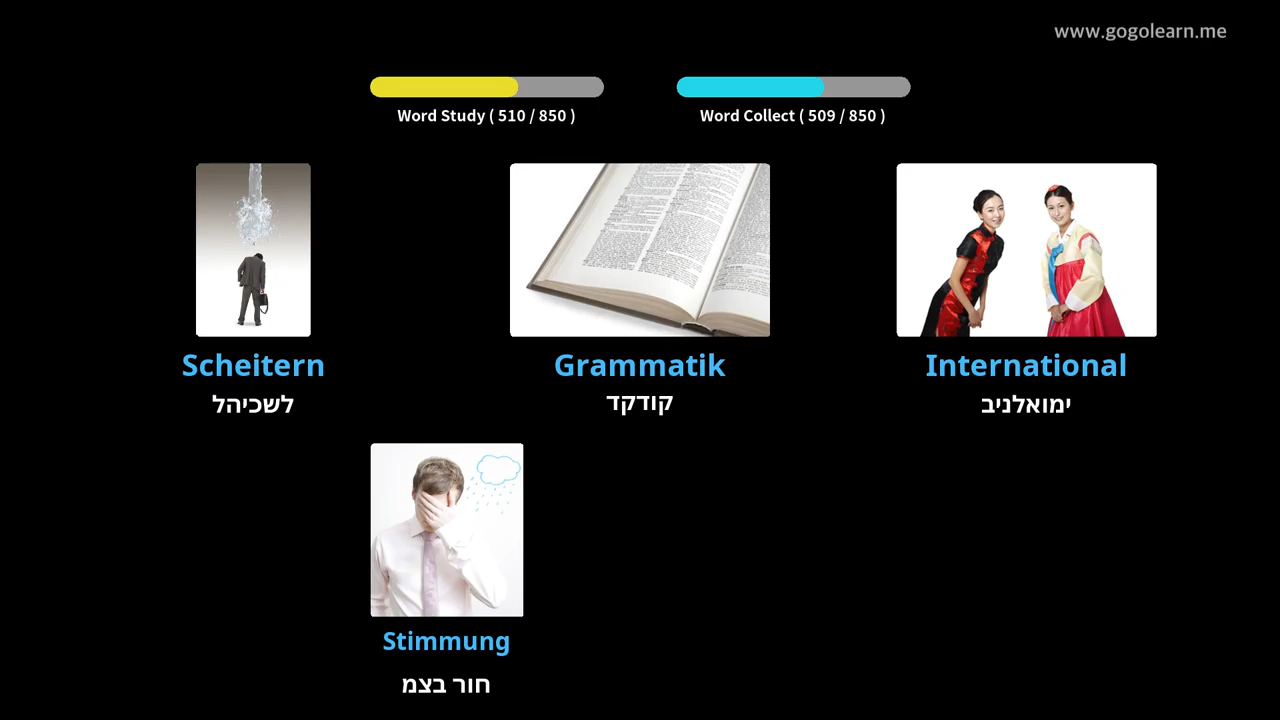 www.gogolearn.me
Word Study ( 510 / 850 )
Word Collect ( 509 / 850 )
Scheitern
לשכיהל
Grammatik
קודקד
International
ימואלניב
Stimmung
חור בצמ